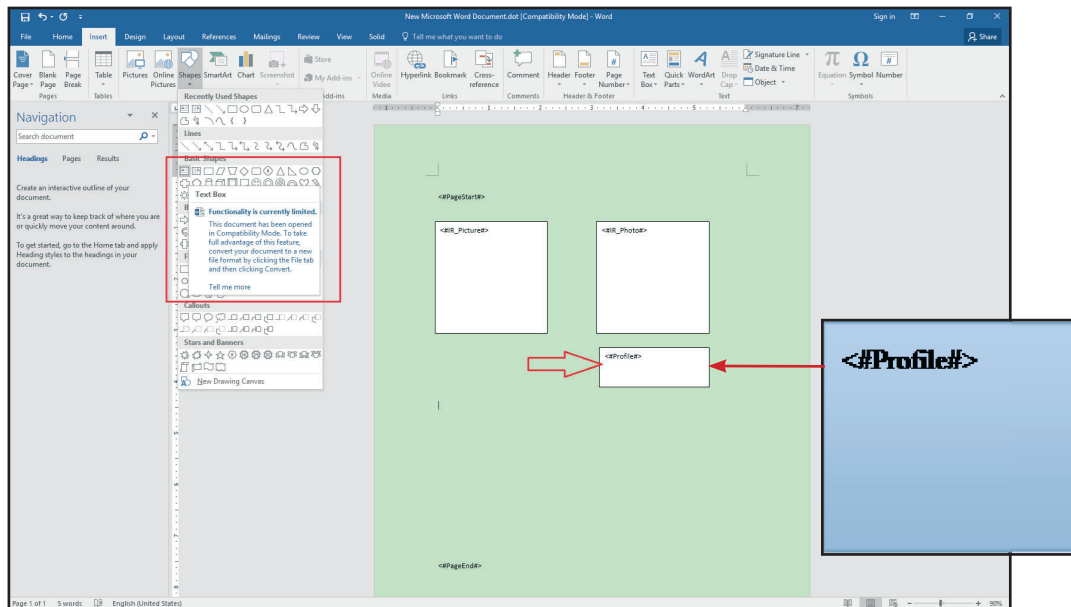 New Microsoft Word Document.dot [Compatibility Mode] - Word
Sign in
File Home Insert Design Layout References Mailings Review View Solid Tell me what you want to do
Share
Cover Page Blank Page Page Break
Table
Pictures Online Pictures Shapes SmartArt Chart Screenshot
Store
My Add-ins
Online Video
Hyperlink Bookmark Cross-reference
Comment
Header Footer Page Number
Text Box Quick Parts WordArt Drop Cap
Signature Line
Date & Time
Object
Equation Symbol Number
Pages Tables Add-ins Media Links Comments Header & Footer Text Symbols
Navigation
Search document
Headings Pages Results
Create an interactive outline of your
document.
It's a great way to keep track of where you are
or quickly move your content around.
To get started, go to the Home tab and apply
Heading styles to the headings in your
document.
Recently Used Shapes
Lines
Basic Shapes
Text Box
Functionality is currently limited.
This document has been opened
in Compatibility Mode. To take
full advantage of this feature,
convert your document to a new
file format by clicking the File tab
and then clicking Convert.
Tell me more
Callouts
Stars and Banners
New Drawing Canvas
<#PageStart#>
<#IR_Picture#>
<#IR_Photo#>
<#Profile#>
<#Profile#>
<#PageEnd#>
Page 1 of 1 5 words English (United States)
90%